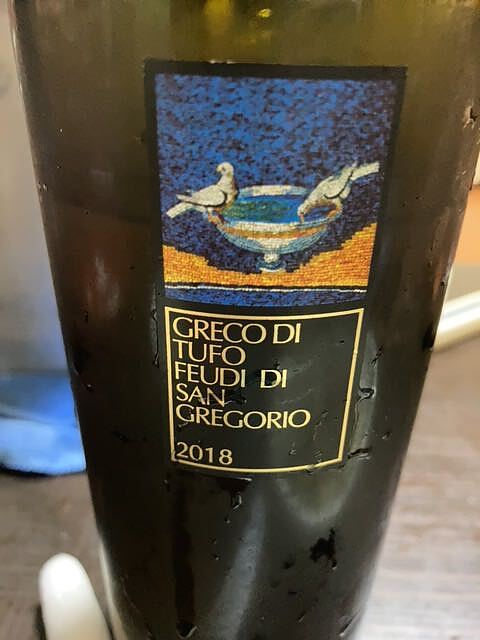 GRECO DI
TUFO
FEUDI DI
SAN
GREGORIO
2018